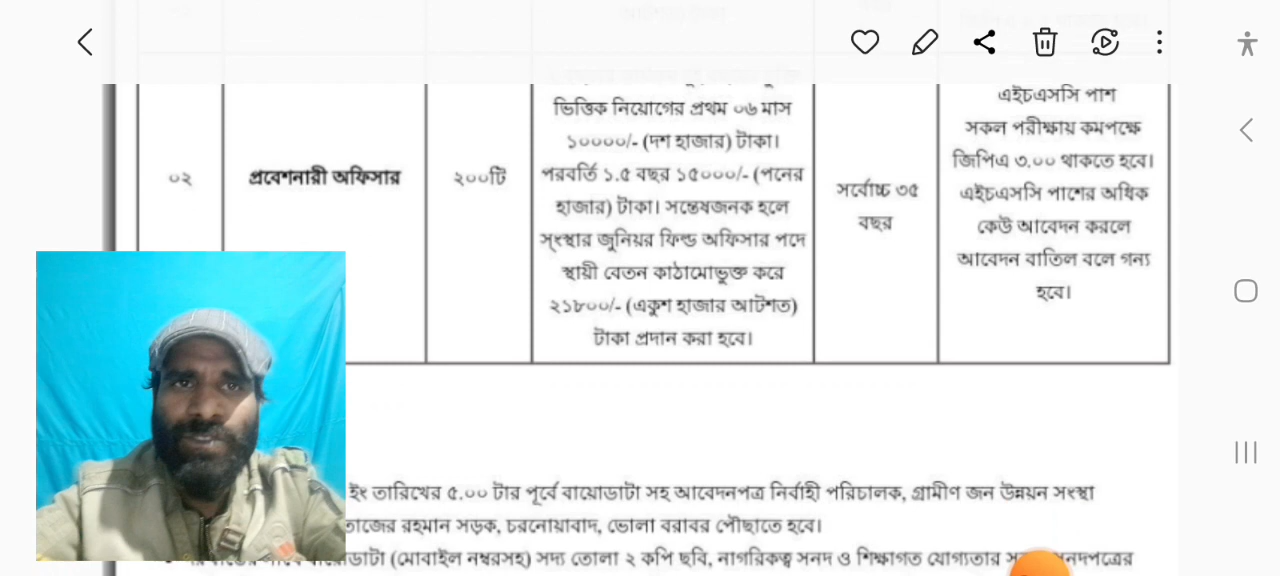 ০২
প্রবেশনারী অফিসার
২০০টি
ভিত্তিক নিয়োগের প্রথম ০৬ মাস
১০০০০/- (দশ হাজার) টাকা।
পরবর্তি ১.৫ বছর ১৫০০০/- (পনের
হাজার) টাকা। সন্তেষজনক হলে
স্ংস্থার জুনিয়র ফিল্ড অফিসার পদে
স্থায়ী বেতন কাঠামোভুক্ত করে
২১৮০০/- (একুশ হাজার আটশত)
টাকা প্রদান করা হবে।
সর্বোচ্চ ৩৫
বছর
এইচএসসি পাশ
সকল পরীক্ষায় কমপক্ষে
জিপিএ ৩.০০ থাকতে হবে।
এইচএসসি পাশের অধিক
কেউ আবেদন করলে
আবেদন বাতিল বলে গন্য
হবে।
ইং তারিখের ৫.০০ টার পূর্বে বায়োডাটা সহ আবেদনপত্র নির্বাহী পরিচালক, গ্রামীণ জন উন্নয়ন সংস্থা
রহমান সড়ক, চরনোয়াবাদ, ভোলা বরাবর পৌছাতে হবে।
(মোবাইল নম্বরসহ) সদ্য তোলা ২ কপি ছবি, নাগরিকত্ব সনদ ও শিক্ষাগত যোগ্যতার